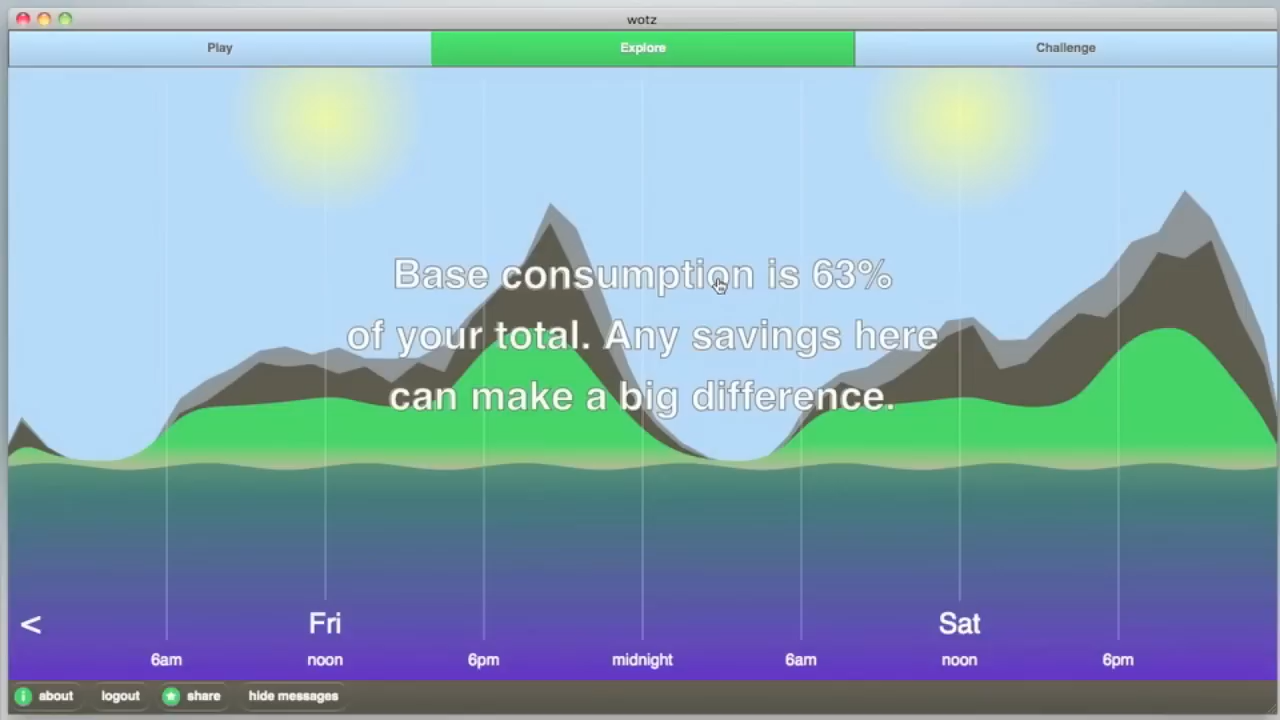 wotz
Play
Explore
Challenge
Base consumption is 63%
of your total. Any savings here
can make a big difference.
<
Fri
Sat
6am
noon
6pm
midnight
6am
noon
6pm
i about
logout
share
hide messages